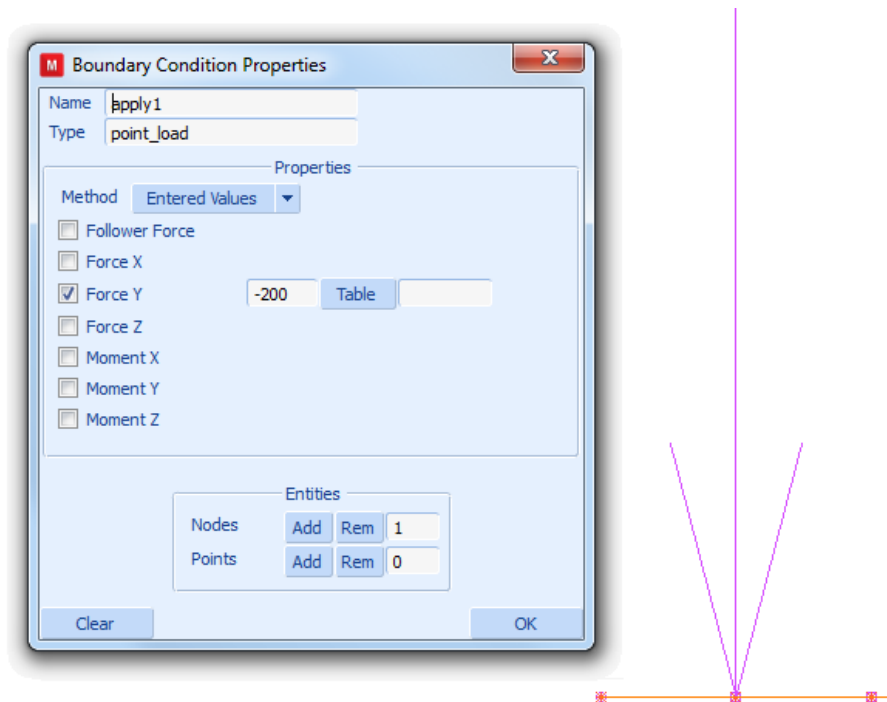 M Boundary Condition Properties x
Name apply1
Type point_load
Properties
Method Entered Values
Follower Force
Force X
Force Y -200 Table
Force Z
Moment X
Moment Y
Moment Z
Entities
Nodes Add Rem 1
Points Add Rem 0
Clear OK